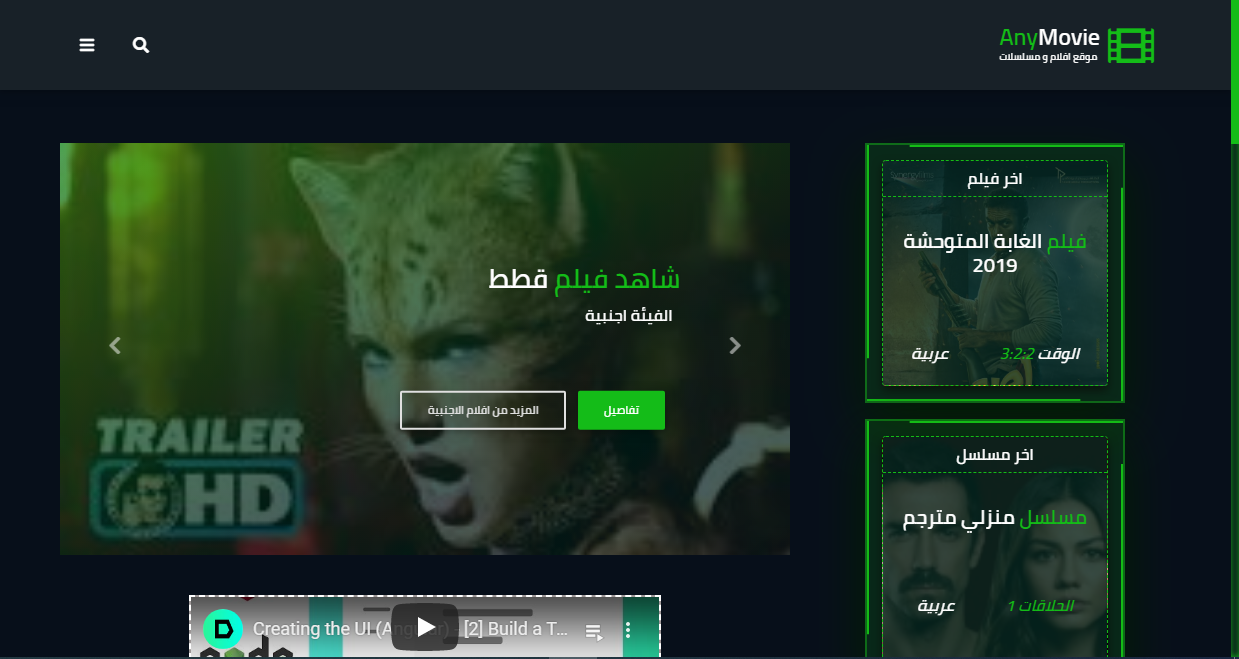 AnyMovie
موقع افلام و مسلسلات
شاهد فيلم قطط
الفيئة اجنبية
تفاصيل
المزيد من افلام الاجنبية
TRAILER
HD
اخر فيلم
فيلم الغابة المتوحشة
2019
الوقت 3:2:2
عربية
اخر مسلسل
مسلسل منزلي مترجم
الحلاقات 1
عربية
Creating the UI (Angular) - [2] Build a T...